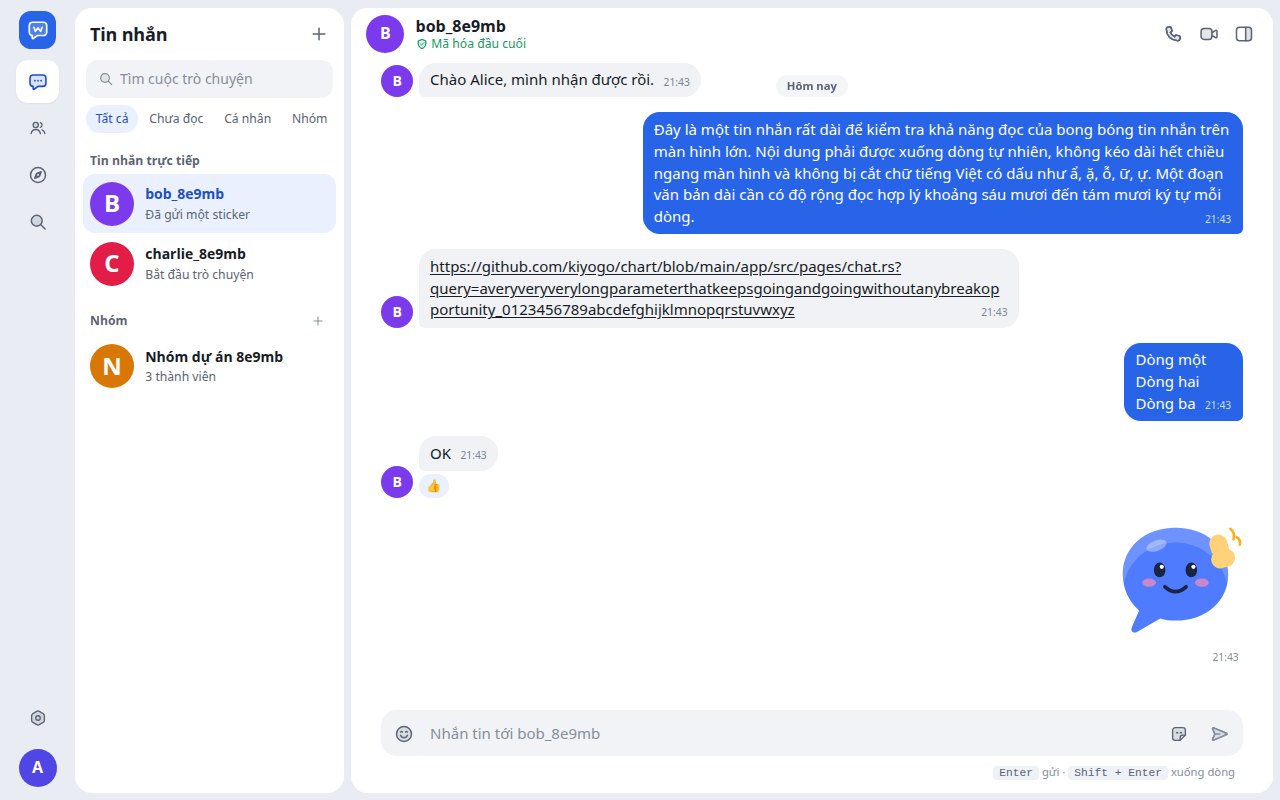 Tin nhắn
Tìm cuộc trò chuyện
Tất cả
Chưa đọc
Cá nhân
Nhóm
Tin nhắn trực tiếp
B
bob_8e9mb
Đã gửi một sticker
C
charlie_8e9mb
Bắt đầu trò chuyện
Nhóm
N
Nhóm dự án 8e9mb
3 thành viên
A
B
bob_8e9mb
Mã hóa đầu cuối
B
Chào Alice, mình nhận được rồi. 21:43
Hôm nay
Đây là một tin nhắn rất dài để kiểm tra khả năng đọc của bong bóng tin nhắn trên
màn hình lớn. Nội dung phải được xuống dòng tự nhiên, không kéo dài hết chiều
ngang màn hình và không bị cắt chữ tiếng Việt có dấu như ẩ, ặ, ỗ, ữ, ự. Một đoạn
văn bản dài cần có độ rộng đọc hợp lý khoảng sáu mươi đến tám mươi ký tự mỗi
dòng. 21:43
https://github.com/kiyogo/chart/blob/main/app/src/pages/chat.rs?
query=averyveryverylongparameterthatkeepsgoingandgoingwithoutanybreakop
portunity_0123456789abcdefghijklmnopqrstuvwxyz 21:43
B
Dòng một
Dòng hai
Dòng ba 21:43
OK 21:43
B
21:43
Nhắn tin tới bob_8e9mb
Enter gửi · Shift + Enter xuống dòng